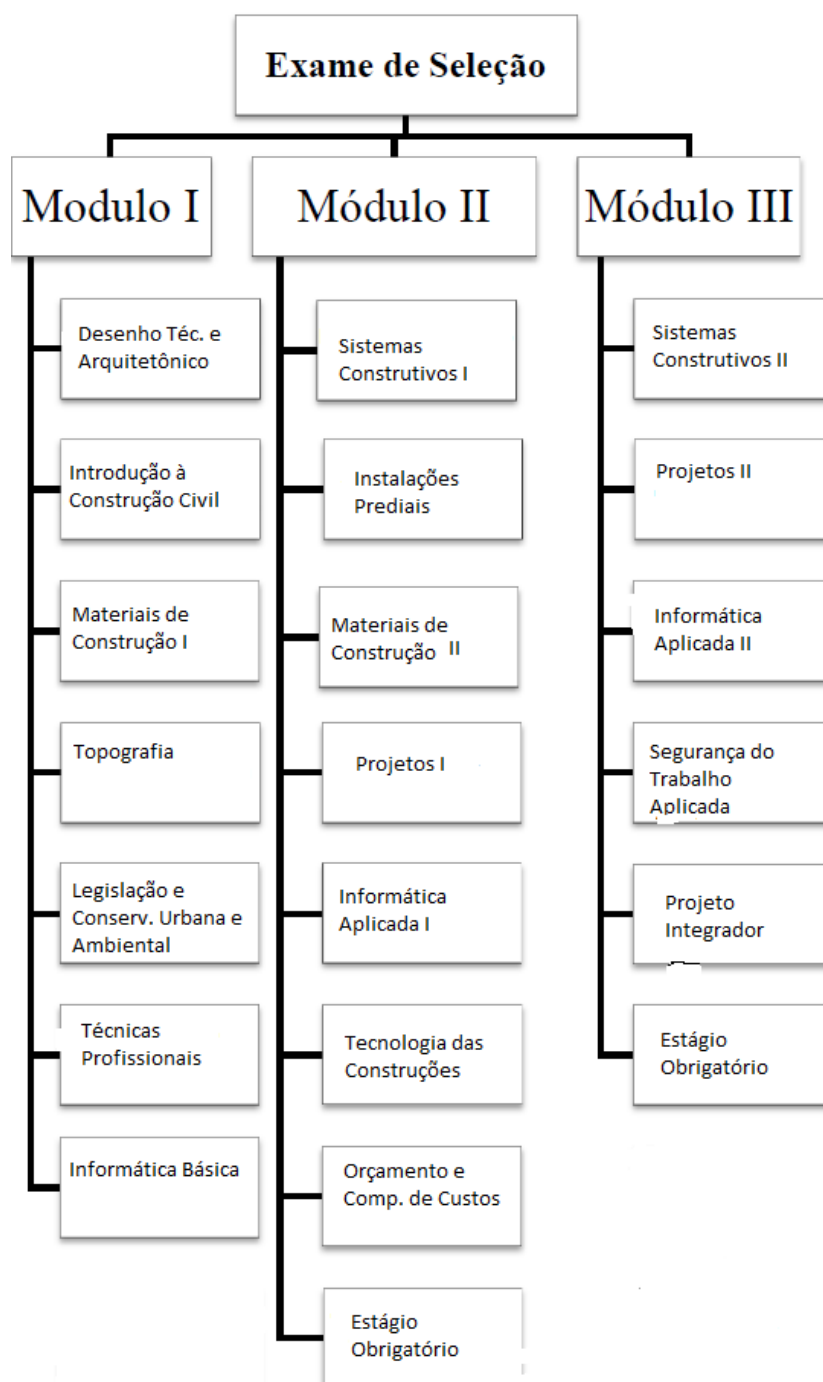 Exame de Seleção
Modulo I
Desenho Téc. e
Arquitetônico
Introdução à
Construção Civil
Materiais de
Construção I
Topografia
Legislação e
Conserv. Urbana e
Ambiental
Técnicas
Profissionais
Informática Básica
Módulo II
Sistemas
Construtivos I
Instalações
Prediais
Materiais de
Construção II
Projetos I
Informática
Aplicada I
Tecnologia das
Construções
Orçamento e
Comp. de Custos
Estágio
Obrigatório
Módulo III
Sistemas
Construtivos II
Projetos II
Informática
Aplicada II
Segurança do
Trabalho
Aplicada
Projeto
Integrador
Estágio
Obrigatório